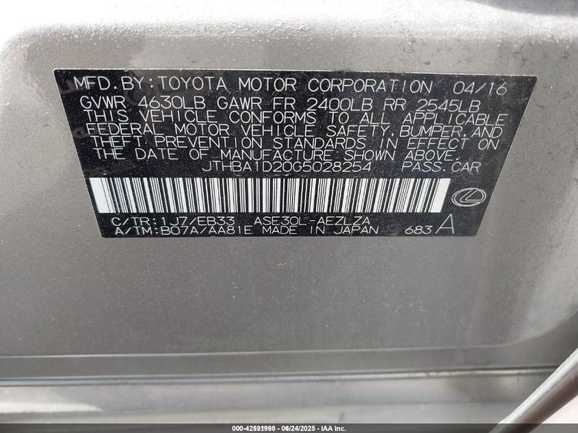 MFD. BY: TOYOTA MOTOR CORPORATION 04/16
GVWR 4630LB GAWR FR 2400LB RR 2545LB
THIS VEHICLE CONFORMS TO ALL APPLICABLE
FEDERAL MOTOR VEHICLE SAFETY, BUMPER, AND
THEFT PREVENTION STANDARDS IN EFFECT ON
THE DATE OF MANUFACTURE SHOWN ABOVE.
JTHBA1D20G5028254 PASS. CAR
C/TR: 1J7/EB33 ASE30L-AEZLZA
A/TM: B07A/AA81E MADE IN JAPAN 683 A
06/24/2025 / IAA Inc.